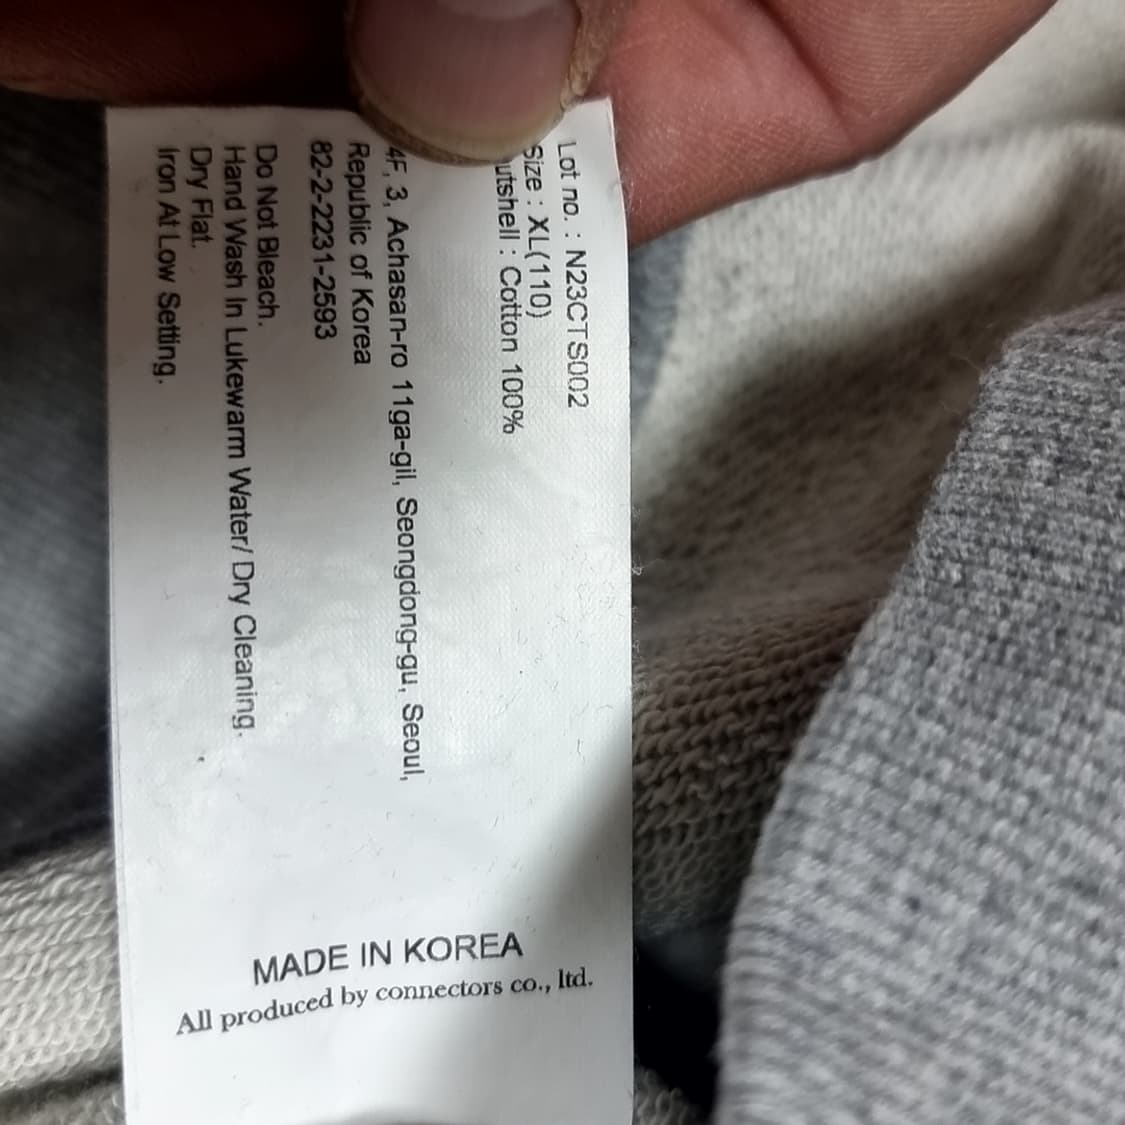 Lot no. : N23CTS002
Size : XL(110)
utshell : Cotton 100%
4F, 3, Achasan-ro 11ga-gil, Seongdong-gu, Seoul,
Republic of Korea
82-2-2231-2593
Do Not Bleach.
Hand Wash In Lukewarm Water/ Dry Cleaning.
Dry Flat.
Iron At Low Setting.
MADE IN KOREA
All produced by connectors co., ltd.